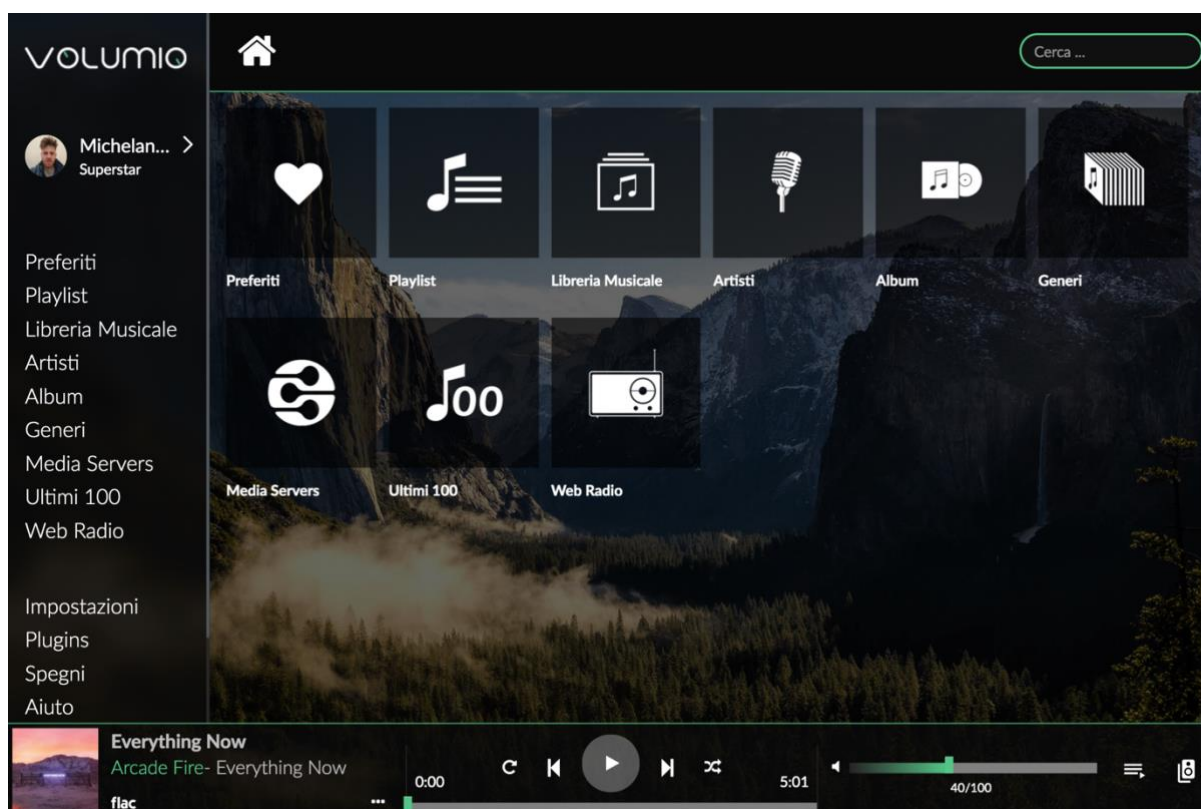 VOLUMIO
Cerca ...
Michelan...
Superstar
Preferiti
Playlist
Libreria Musicale
Artisti
Album
Generi
Media Servers
Ultimi 100
Web Radio
Impostazioni
Plugins
Spegni
Aiuto
Preferiti
Playlist
Libreria Musicale
Artisti
Album
Generi
00
Media Servers
Ultimi 100
Web Radio
Everything Now
Arcade Fire- Everything Now
flac
0:00
5:01
40/100